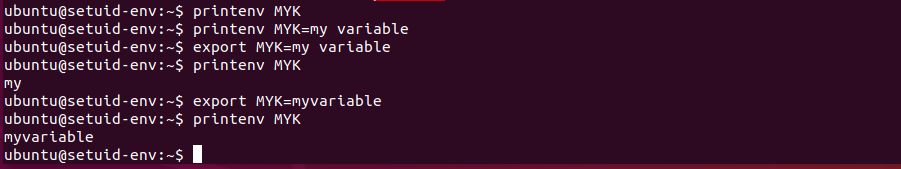 ubuntu@setuid-env:~$ printenv MYK
ubuntu@setuid-env:~$ printenv MYK=my variable
ubuntu@setuid-env:~$ export MYK=my variable
ubuntu@setuid-env:~$ printenv MYK
my
ubuntu@setuid-env:~$ export MYK=myvariable
ubuntu@setuid-env:~$ printenv MYK
myvariable
ubuntu@setuid-env:~$